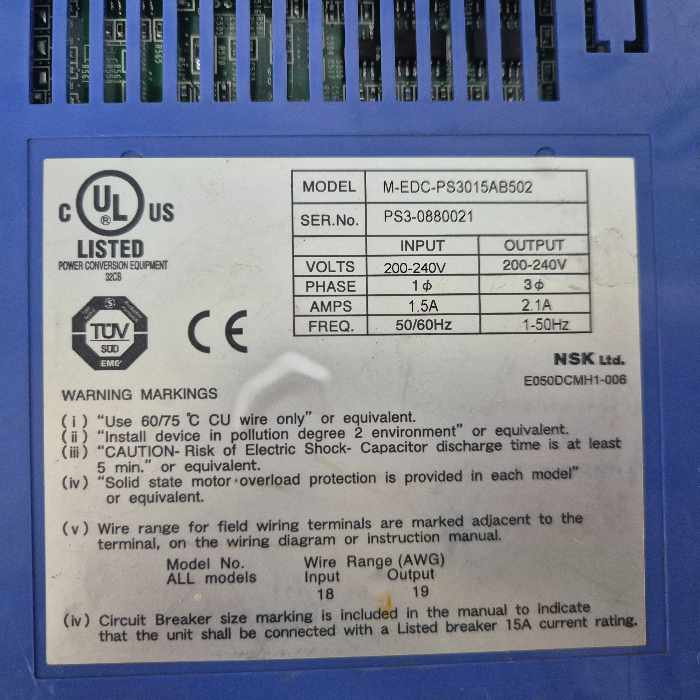 C UL US
®
LISTED
POWER CONVERSION EQUIPMENT
32C8
TÜV
SÜD
EMC
CE
MODEL M-EDC-PS3015AB502
SER.No. PS3-0880021
INPUT OUTPUT
VOLTS 200-240V 200-240V
PHASE 1ϕ 3ϕ
AMPS 1.5A 2.1A
FREQ. 50/60Hz 1-50Hz
NSK Ltd.
E050DCMH1-006
WARNING MARKINGS
(i) “Use 60/75 °C CU wire only” or equivalent.
(ii) “Install device in pollution degree 2 environment” or equivalent.
(iii) “CAUTION- Risk of Electric Shock- Capacitor discharge time is at least
5 min.” or equivalent.
(iv) “Solid state motor overload protection is provided in each model”
or equivalent.
(v) Wire range for field wiring terminals are marked adjacent to the
terminal, on the wiring diagram or instruction manual.
Model No. Wire Range (AWG)
ALL models Input Output
18 19
(iv) Circuit Breaker size marking is included in the manual to indicate
that the unit shall be connected with a Listed breaker 15A current rating.